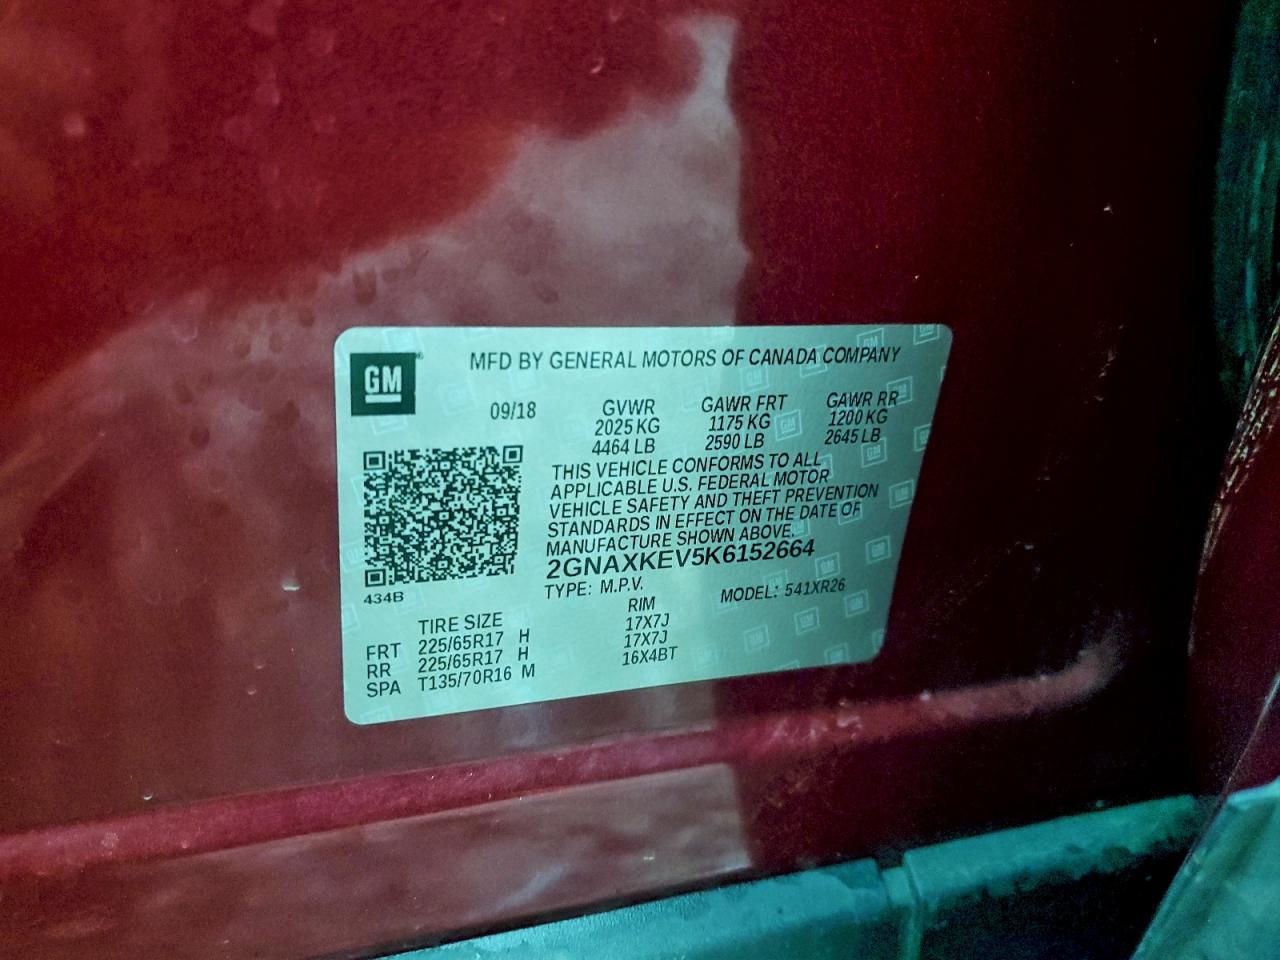 GM
MFD BY GENERAL MOTORS OF CANADA COMPANY
09/18
GVWR GAWR FRT GAWR RR
2025 KG 1175 KG 1200 KG
4464 LB 2590 LB 2645 LB
THIS VEHICLE CONFORMS TO ALL
APPLICABLE U.S. FEDERAL MOTOR
VEHICLE SAFETY AND THEFT PREVENTION
STANDARDS IN EFFECT ON THE DATE OF
MANUFACTURE SHOWN ABOVE.
2GNAXKEV5K6152664
434B
TYPE: M.P.V. MODEL: 541XR26
TIRE SIZE RIM
FRT 225/65R17 H 17X7J
RR 225/65R17 H 17X7J
SPA T135/70R16 M 16X4BT